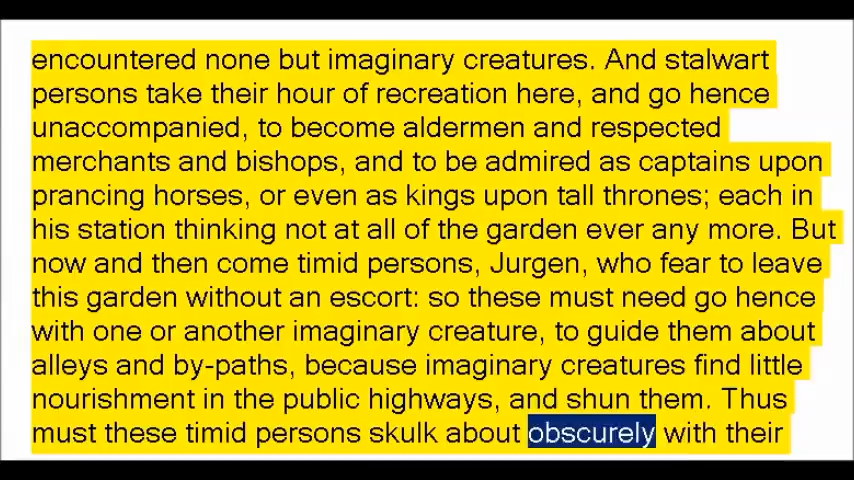 encountered none but imaginary creatures. And stalwart
persons take their hour of recreation here, and go hence
unaccompanied, to become aldermen and respected
merchants and bishops, and to be admired as captains upon
prancing horses, or even as kings upon tall thrones; each in
his station thinking not at all of the garden ever any more. But
now and then come timid persons, Jurgen, who fear to leave
this garden without an escort: so these must need go hence
with one or another imaginary creature, to guide them about
alleys and by-paths, because imaginary creatures find little
nourishment in the public highways, and shun them. Thus
must these timid persons skulk about obscurely with their